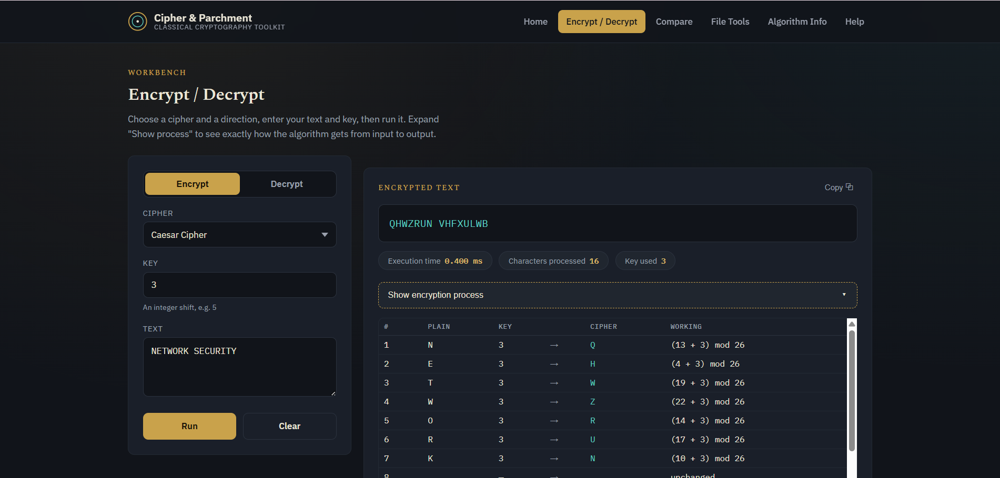 Cipher & Parchment
CLASSICAL CRYPTOGRAPHY TOOLKIT
Home Encrypt / Decrypt Compare File Tools Algorithm Info Help
WORKBENCH
Encrypt / Decrypt
Choose a cipher and a direction, enter your text and key, then run it. Expand
"Show process" to see exactly how the algorithm gets from input to output.
Encrypt Decrypt
CIPHER
Caesar Cipher
KEY
3
An integer shift, e.g. 5
TEXT
NETWORK SECURITY
Run Clear
ENCRYPTED TEXT Copy
QHWZRUN VHFXULWB
Execution time 0.400 ms Characters processed 16 Key used 3
Show encryption process
# PLAIN KEY CIPHER WORKING
1 N 3 → Q (13 + 3) mod 26
2 E 3 → H (4 + 3) mod 26
3 T 3 → W (19 + 3) mod 26
4 W 3 → Z (22 + 3) mod 26
5 O 3 → R (14 + 3) mod 26
6 R 3 → U (17 + 3) mod 26
7 K 3 → N (10 + 3) mod 26
8 — → unchanged